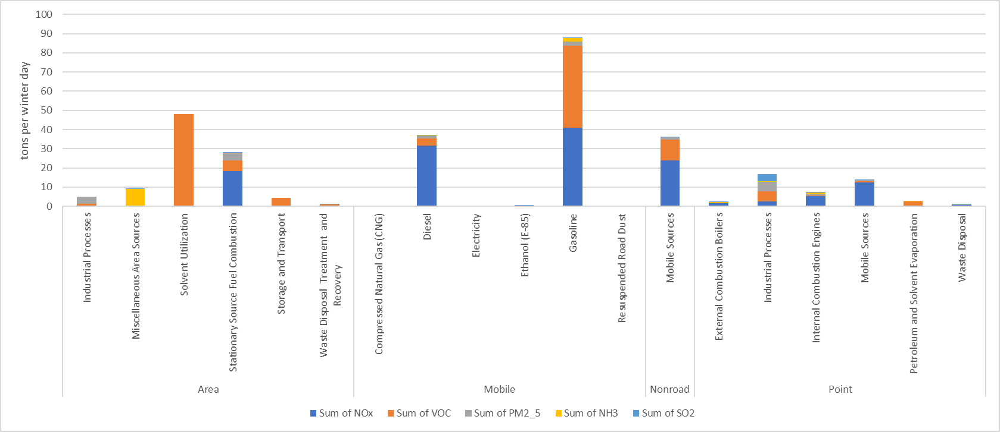 100
90
80
70
60
50
40
30
20
10
0
tons per winter day
Industrial Processes
Miscellaneous Area Sources
Solvent Utilization
Stationary Source Fuel Combustion
Storage and Transport
Waste Disposal Treatment and
Recovery
Compressed Natural Gas (CNG)
Diesel
Electricity
Ethanol (E-85)
Gasoline
Resuspended Road Dust
Mobile Sources
External Combustion Boilers
Industrial Processes
Internal Combustion Engines
Mobile Sources
Petroleum and Solvent Evaporation
Waste Disposal
Area
Mobile
Nonroad
Point
Sum of NOx
Sum of VOC
Sum of PM2_5
Sum of NH3
Sum of SO2